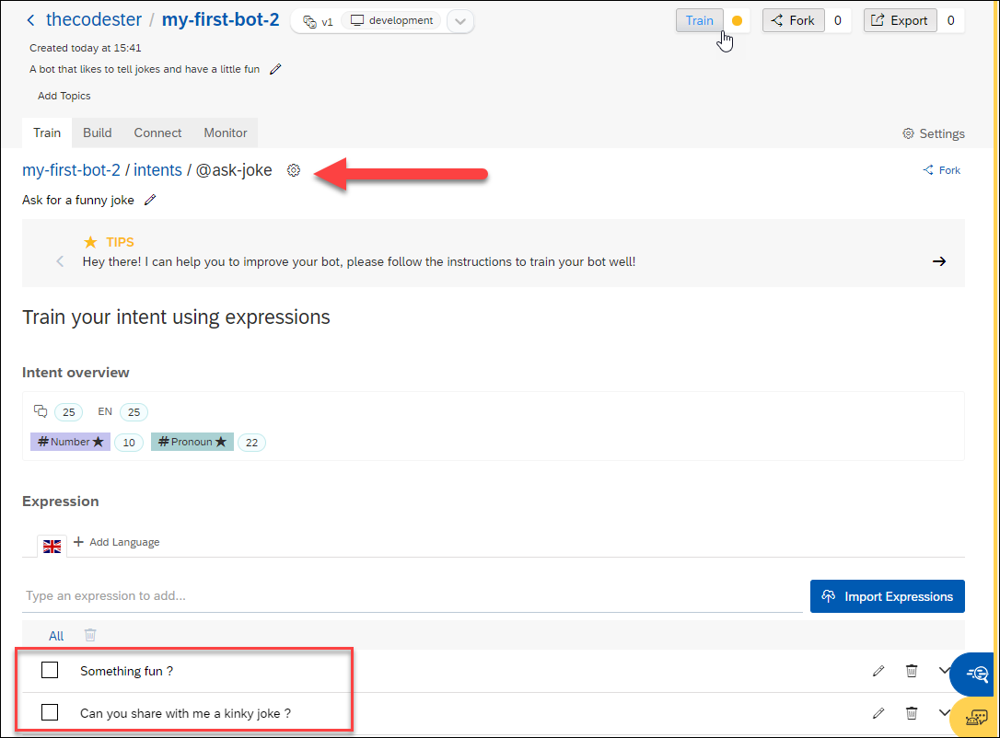 thecodester / my-first-bot-2 v1 development Train Fork 0 Export 0
Created today at 15:41
A bot that likes to tell jokes and have a little fun
Add Topics
Train Build Connect Monitor Settings
my-first-bot-2 / intents / @ask-joke Fork
Ask for a funny joke
TIPS
Hey there! I can help you to improve your bot, please follow the instructions to train your bot well!
Train your intent using expressions
Intent overview
25 EN 25
#Number 10 #Pronoun 22
Expression
+ Add Language
Type an expression to add...
Import Expressions
All
Something fun ?
Can you share with me a kinky joke ?